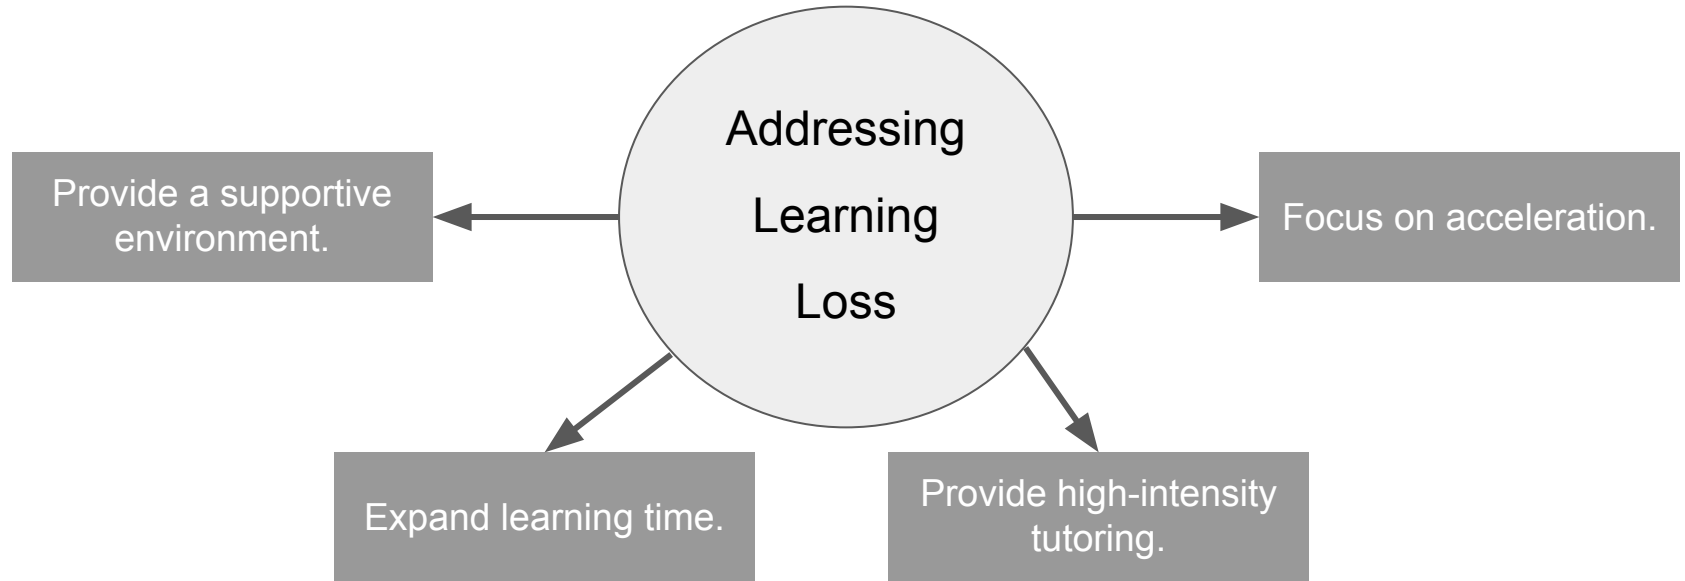 Addressing
Learning
Loss
Provide a supportive
environment.
Focus on acceleration.
Expand learning time.
Provide high-intensity
tutoring.